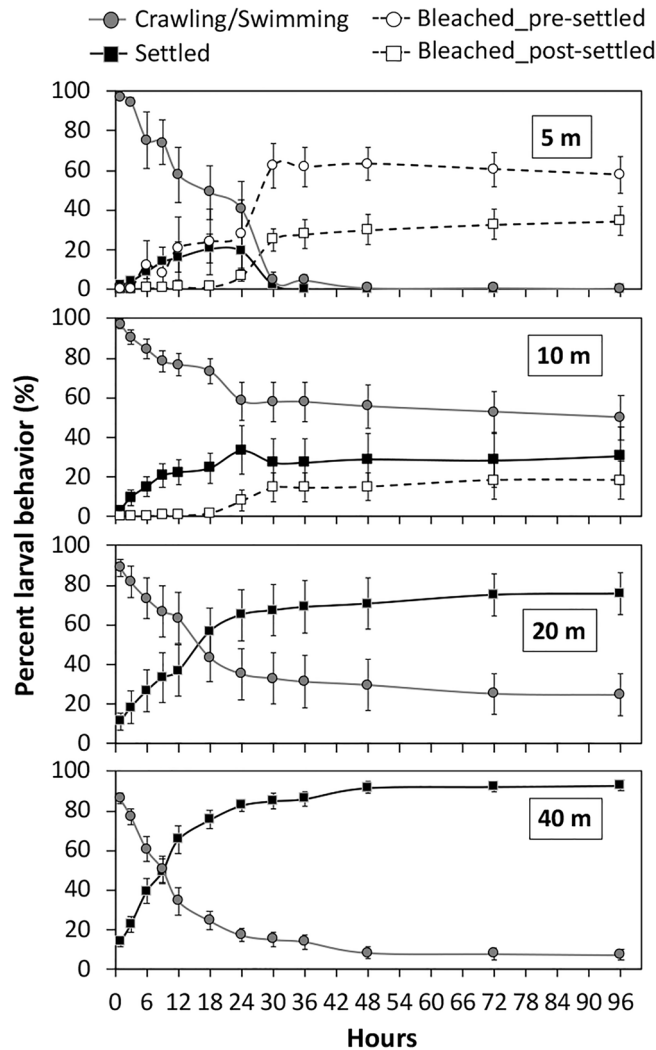 Crawling/Swimming Bleached_pre-settled
Settled Bleached_post-settled
100
80
60
40
20
0
5 m
100
80
60
40
20
0
10 m
100
80
60
40
20
0
20 m
100
80
60
40
20
0
40 m
Percent larval behavior (%)
0 6 12 18 24 30 36 42 48 54 60 66 72 78 84 90 96
Hours